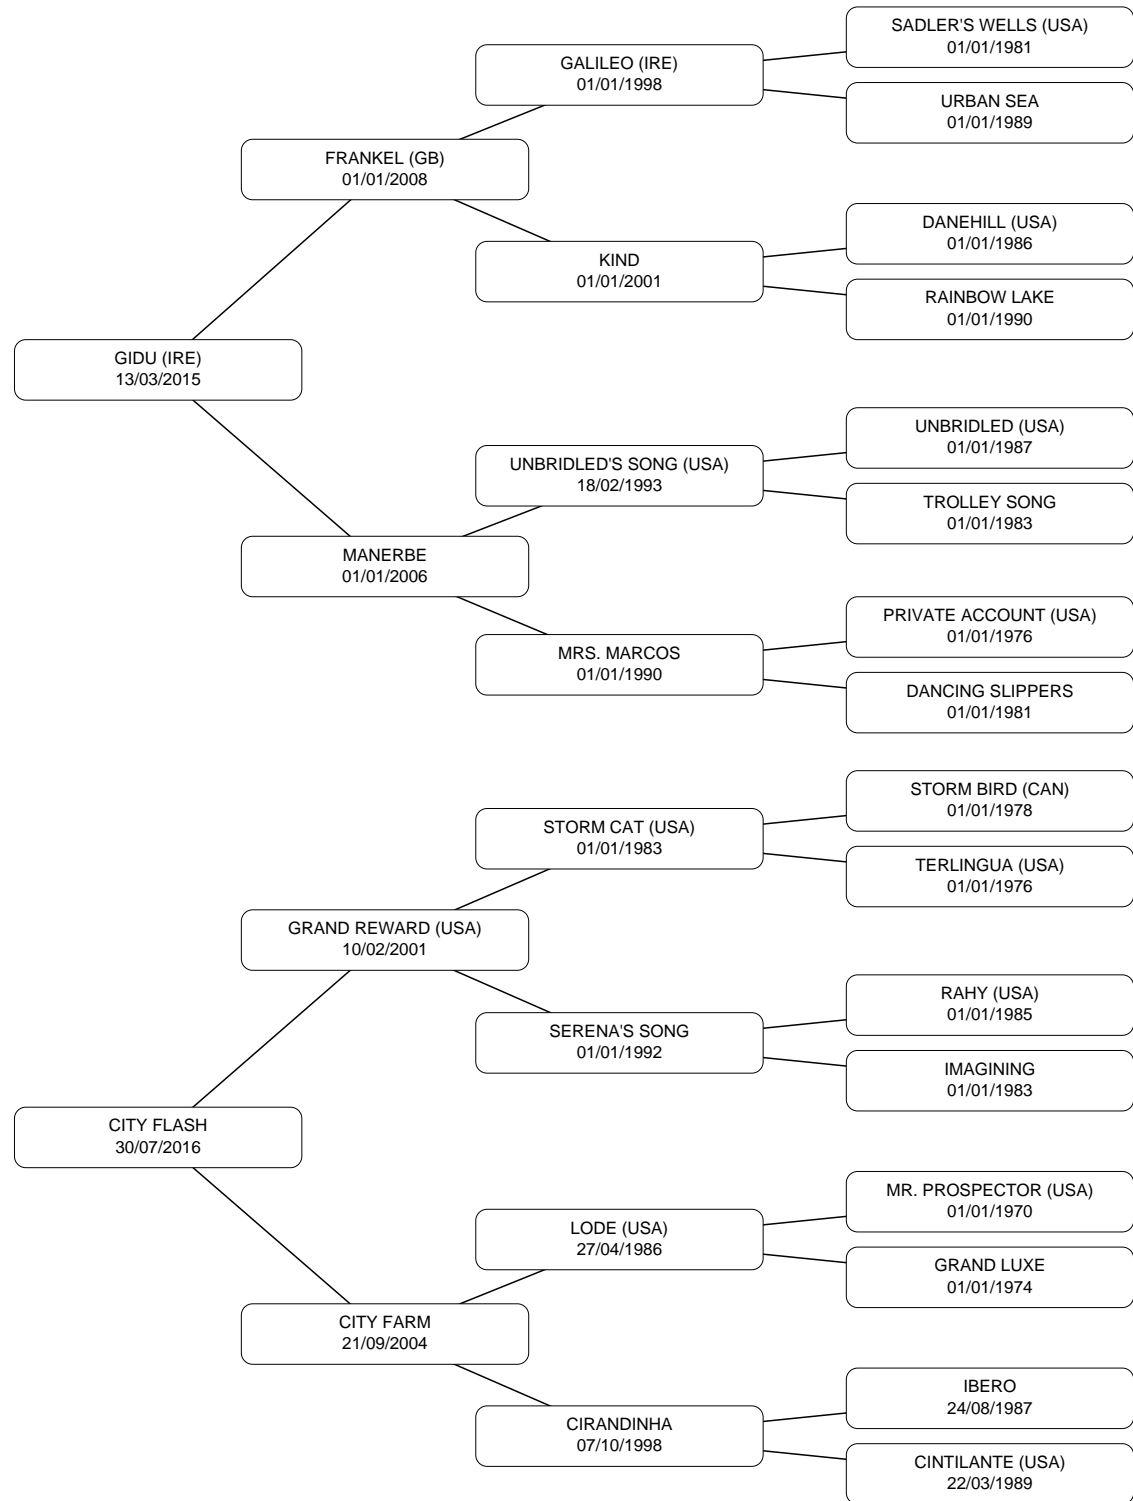 SADLER'S WELLS (USA)
01/01/1981
GALILEO (IRE)
01/01/1998
URBAN SEA
01/01/1989
FRANKEL (GB)
01/01/2008
DANEHILL (USA)
01/01/1986
KIND
01/01/2001
RAINBOW LAKE
01/01/1990
GIDU (IRE)
13/03/2015
UNBRIDLED (USA)
01/01/1987
UNBRIDLED'S SONG (USA)
18/02/1993
TROLLEY SONG
01/01/1983
MANERBE
01/01/2006
PRIVATE ACCOUNT (USA)
01/01/1976
MRS. MARCOS
01/01/1990
DANCING SLIPPERS
01/01/1981
STORM BIRD (CAN)
01/01/1978
STORM CAT (USA)
01/01/1983
TERLINGUA (USA)
01/01/1976
GRAND REWARD (USA)
10/02/2001
RAHY (USA)
01/01/1985
SERENA'S SONG
01/01/1992
IMAGINING
01/01/1983
CITY FLASH
30/07/2016
MR. PROSPECTOR (USA)
01/01/1970
LODE (USA)
27/04/1986
GRAND LUXE
01/01/1974
CITY FARM
21/09/2004
IBERO
24/08/1987
CIRANDINHA
07/10/1998
CINTILANTE (USA)
22/03/1989